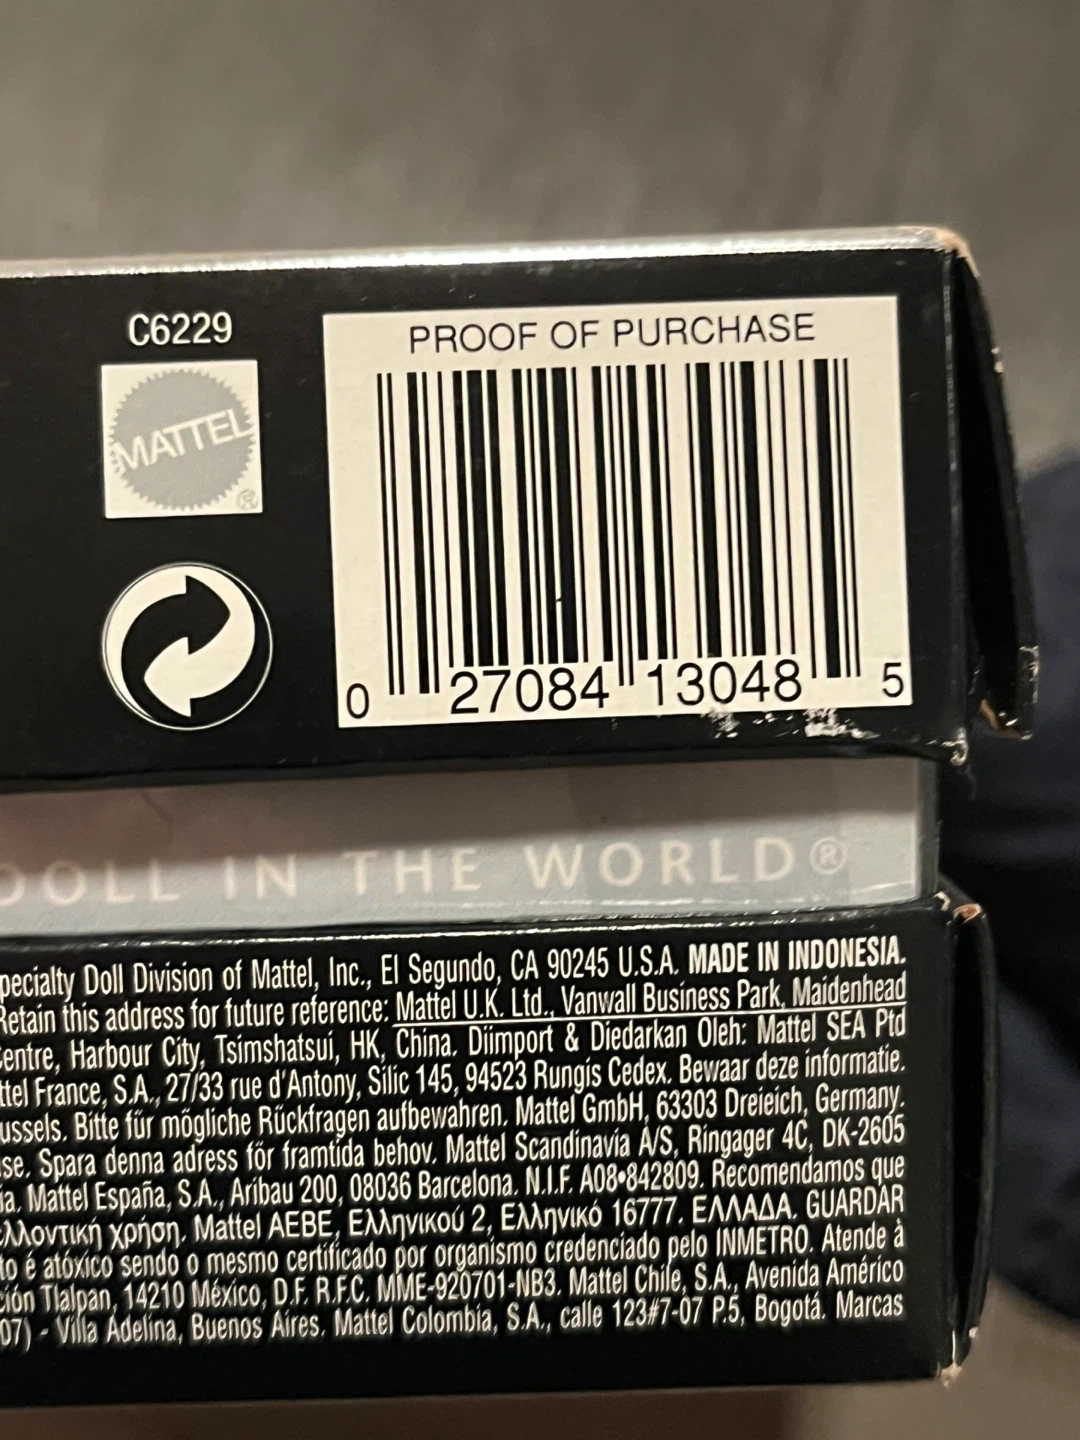 C6229
PROOF OF PURCHASE
MATTEL
®
0 27084 13048 5
DOLL IN THE WORLD®
pecialty Doll Division of Mattel, Inc., El Segundo, CA 90245 U.S.A. MADE IN INDONESIA.
Retain this address for future reference: Mattel U.K. Ltd., Vanwall Business Park, Maidenhead
entre, Harbour City, Tsimshatsui, HK, China. Diimport & Diedarkan Oleh: Mattel SEA Ptd
ttel France, S.A., 27/33 rue d'Antony, Silic 145, 94523 Rungis Cedex. Bewaar deze informatie.
ussels. Bitte für mögliche Rückfragen aufbewahren. Mattel GmbH, 63303 Dreieich, Germany.
se. Spara denna adress för framtida behov. Mattel Scandinavia A/S, Ringager 4C, DK-2605
ia. Mattel España, S.A., Aribau 200, 08036 Barcelona. N.I.F. A08•842809. Recomendamos que
ελλοντική χρήση. Mattel AEBE, Ελληνικού 2, Ελληνικό 16777. ΕΛΛΑΔΑ. GUARDAR
to é atóxico sendo o mesmo certificado por organismo credenciado pelo INMETRO. Atende à
ción Tlalpan, 14210 México, D.F. R.F.C. MME-920701-NB3. Mattel Chile, S.A., Avenida Américo
07) - Villa Adelina, Buenos Aires. Mattel Colombia, S.A., calle 123#7-07 P.5, Bogotá. Marcas